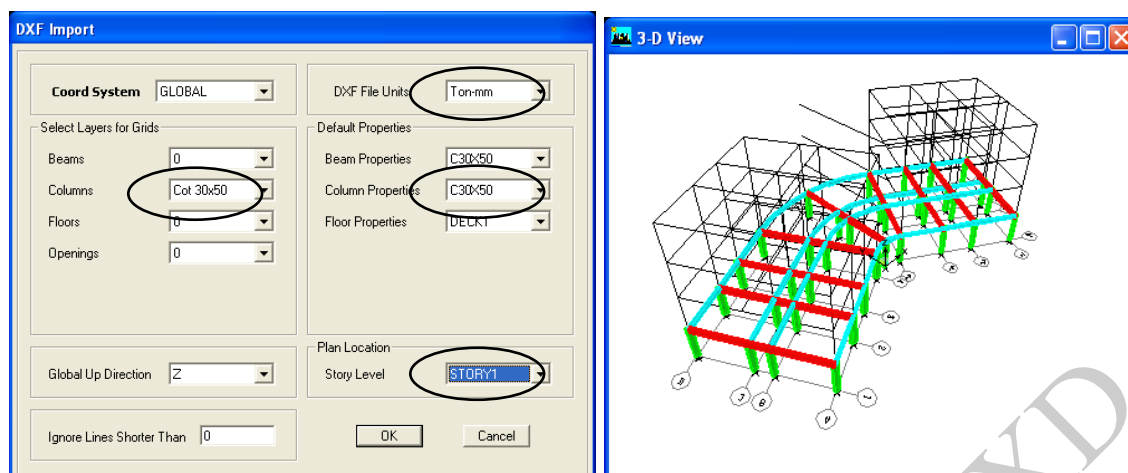 DXF Import
Coord System GLOBAL
DXF File Units Ton-mm
Select Layers for Grids
Beams 0
Columns Cot 30x50
Floors 0
Openings 0
Default Properties
Beam Properties C30X50
Column Properties C30X50
Floor Properties DECK1
Global Up Direction Z
Plan Location
Story Level STORY1
Ignore Lines Shorter Than 0
OK Cancel
3-D View
XD